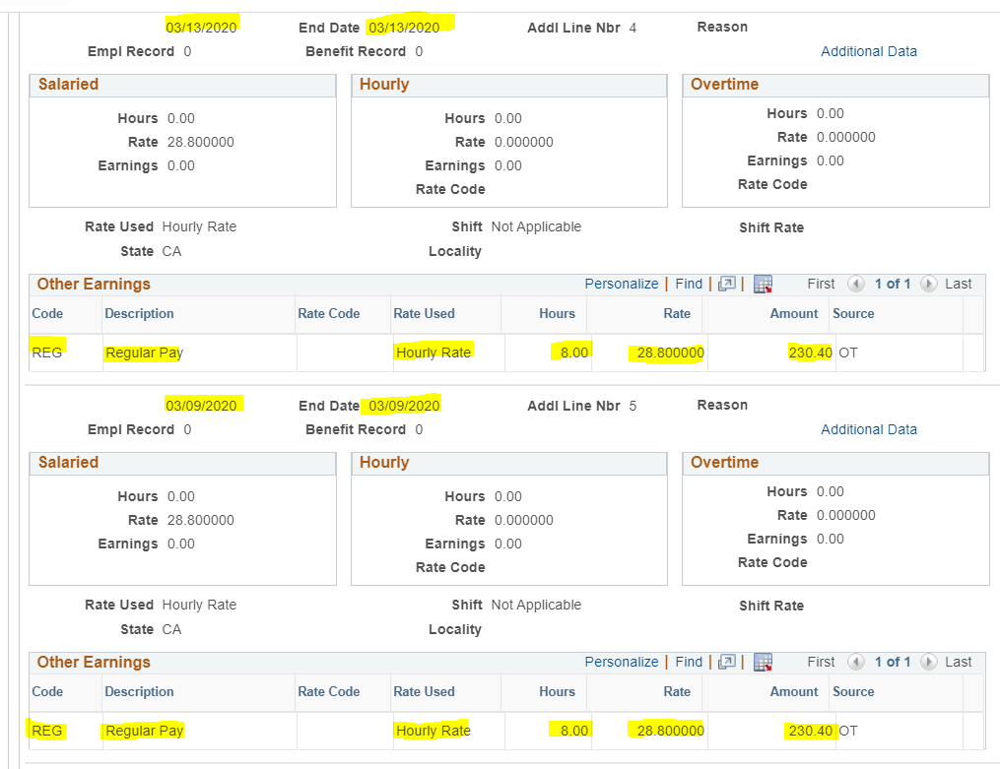 03/13/2020 End Date 03/13/2020 Addl Line Nbr 4 Reason
Empl Record 0 Benefit Record 0 Additional Data
Salaried Hourly Overtime
Hours 0.00 Hours 0.00 Hours 0.00
Rate 28.800000 Rate 0.000000 Rate 0.000000
Earnings 0.00 Earnings 0.00 Earnings 0.00
Rate Code Rate Code
Rate Used Hourly Rate Shift Not Applicable Shift Rate
State CA Locality
Other Earnings Personalize | Find | | First 1 of 1 Last
Code Description Rate Code Rate Used Hours Rate Amount Source
REG Regular Pay Hourly Rate 8.00 28.800000 230.40 OT
03/09/2020 End Date 03/09/2020 Addl Line Nbr 5 Reason
Empl Record 0 Benefit Record 0 Additional Data
Salaried Hourly Overtime
Hours 0.00 Hours 0.00 Hours 0.00
Rate 28.800000 Rate 0.000000 Rate 0.000000
Earnings 0.00 Earnings 0.00 Earnings 0.00
Rate Code Rate Code
Rate Used Hourly Rate Shift Not Applicable Shift Rate
State CA Locality
Other Earnings Personalize | Find | | First 1 of 1 Last
Code Description Rate Code Rate Used Hours Rate Amount Source
REG Regular Pay Hourly Rate 8.00 28.800000 230.40 OT